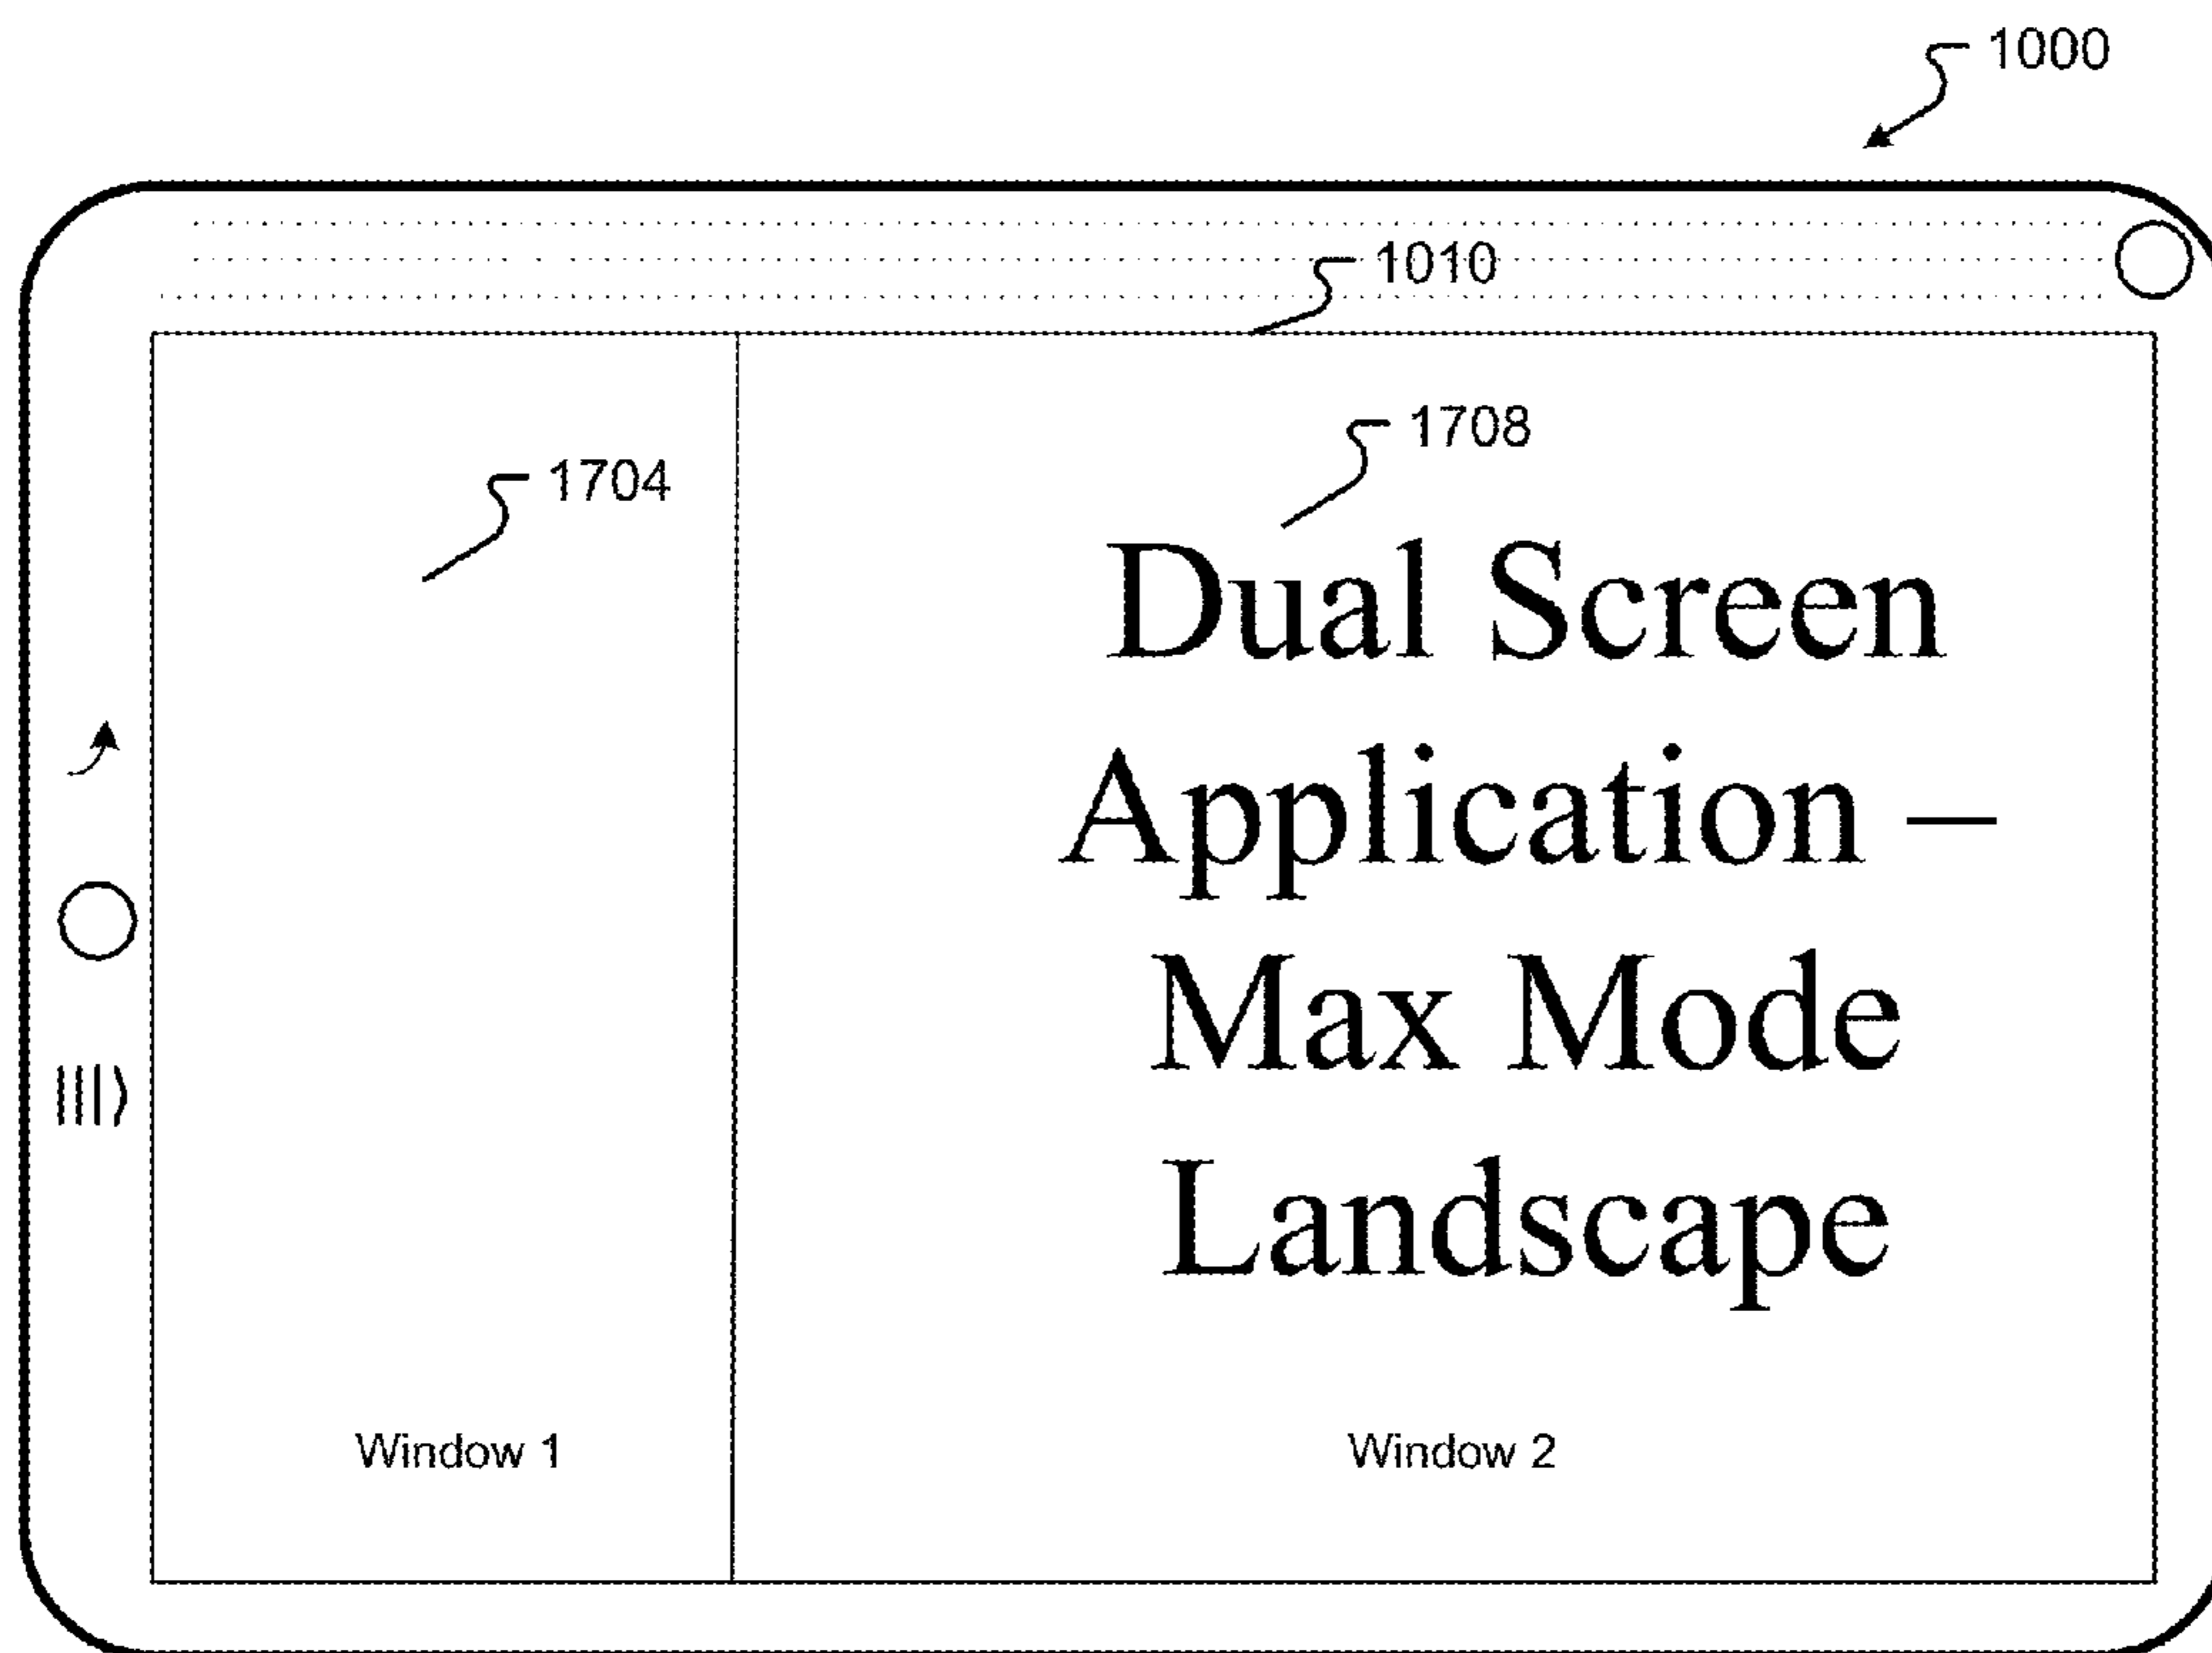 1000
1010
1708
1704
Dual Screen
Application –
Max Mode
Landscape
Window 1
Window 2